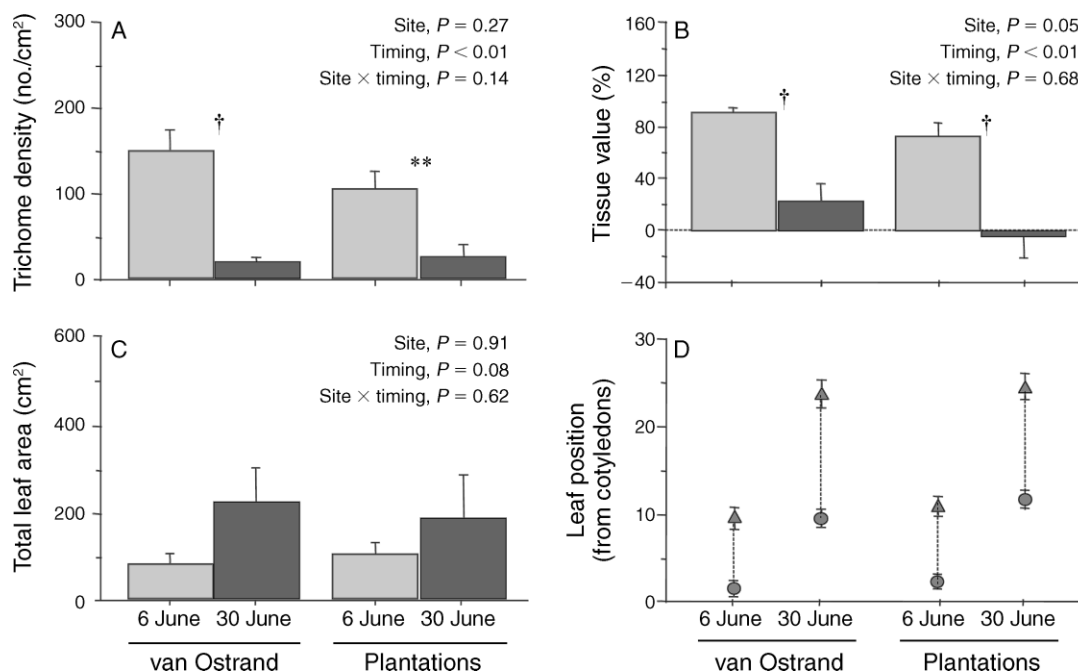 A
Site, P = 0.27
Timing, P < 0.01
Site × timing, P = 0.14
Trichome density (no./cm²)
300
200
100
0
†
**
B
Site, P = 0.05
Timing, P < 0.01
Site × timing, P = 0.68
Tissue value (%)
160
120
80
40
0
−40
†
†
C
Site, P = 0.91
Timing, P = 0.08
Site × timing, P = 0.62
Total leaf area (cm²)
600
400
200
0
6 June 30 June 6 June 30 June
van Ostrand Plantations
D
Leaf position
(from cotyledons)
30
20
10
0
6 June 30 June 6 June 30 June
van Ostrand Plantations